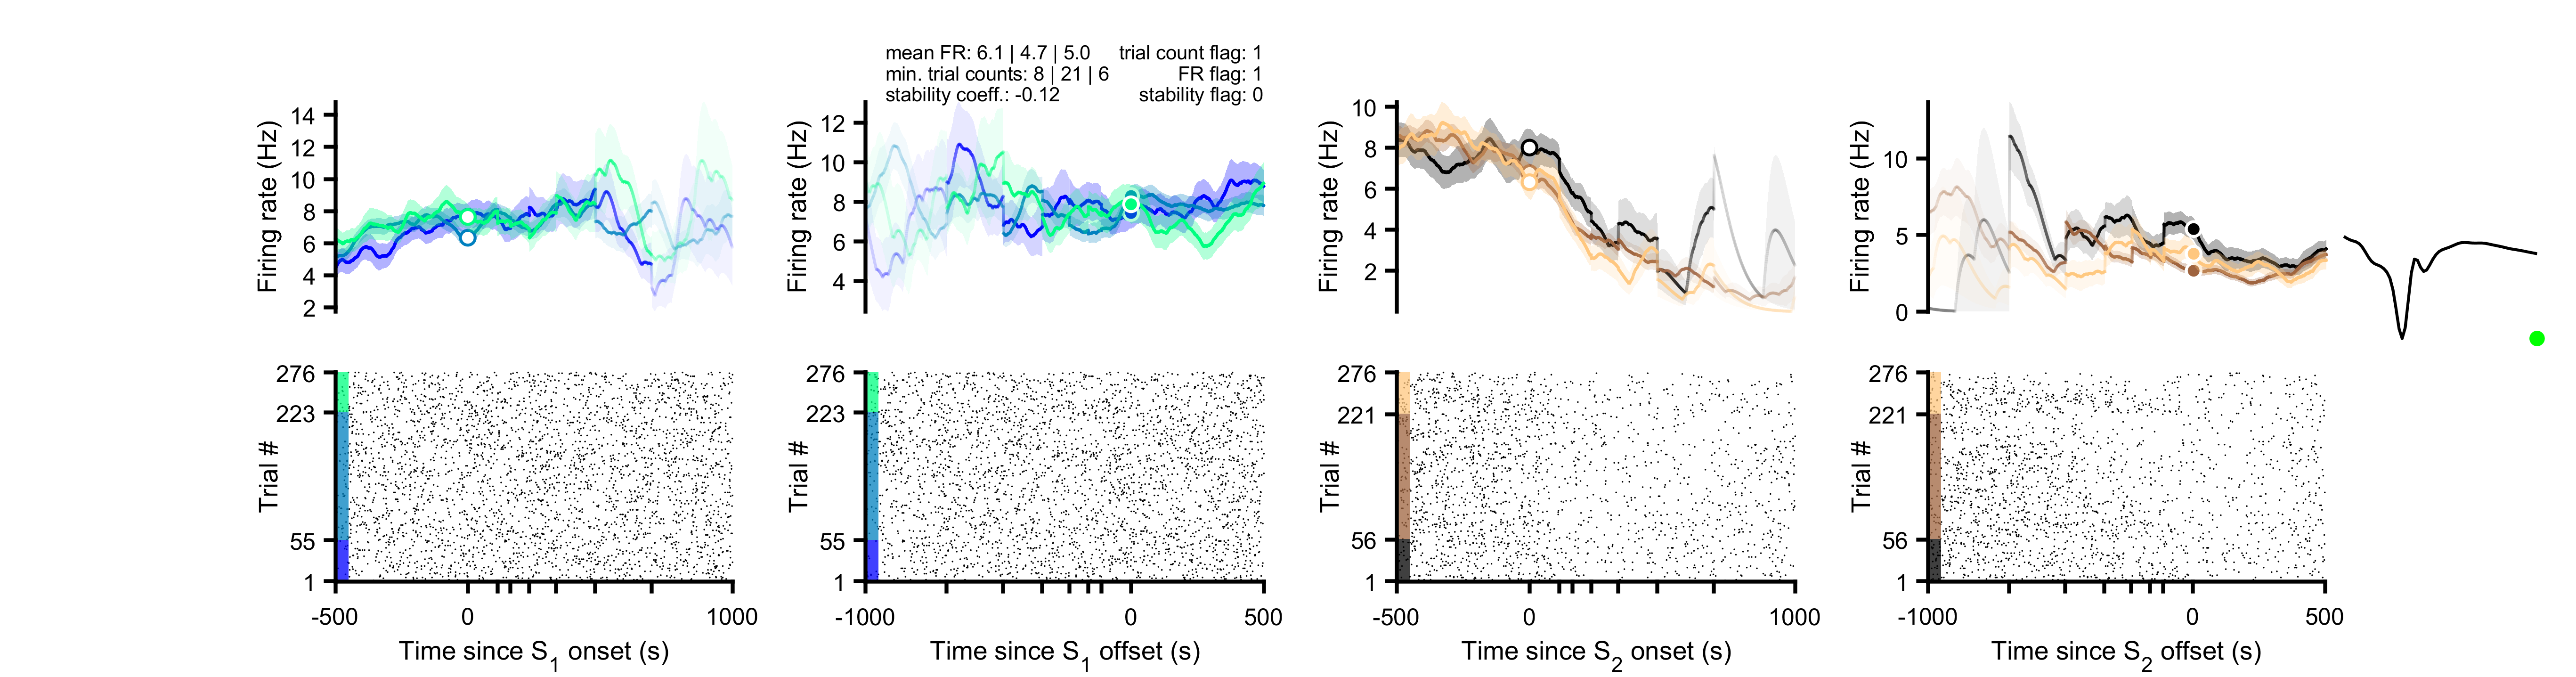 mean FR: 6.1 | 4.7 | 5.0 trial count flag: 1
min. trial counts: 8 | 21 | 6 FR flag: 1
stability coeff.: -0.12 stability flag: 0
Firing rate (Hz)
14
12
10
8
6
4
2
Firing rate (Hz)
12
10
8
6
4
Firing rate (Hz)
10
8
6
4
2
Firing rate (Hz)
10
5
0
Trial #
276
223
55
1
-500 0 1000
Time since S1 onset (s)
Trial #
276
223
55
1
-1000 0 500
Time since S1 offset (s)
Trial #
276
221
56
1
-500 0 1000
Time since S2 onset (s)
Trial #
276
221
56
1
-1000 0 500
Time since S2 offset (s)